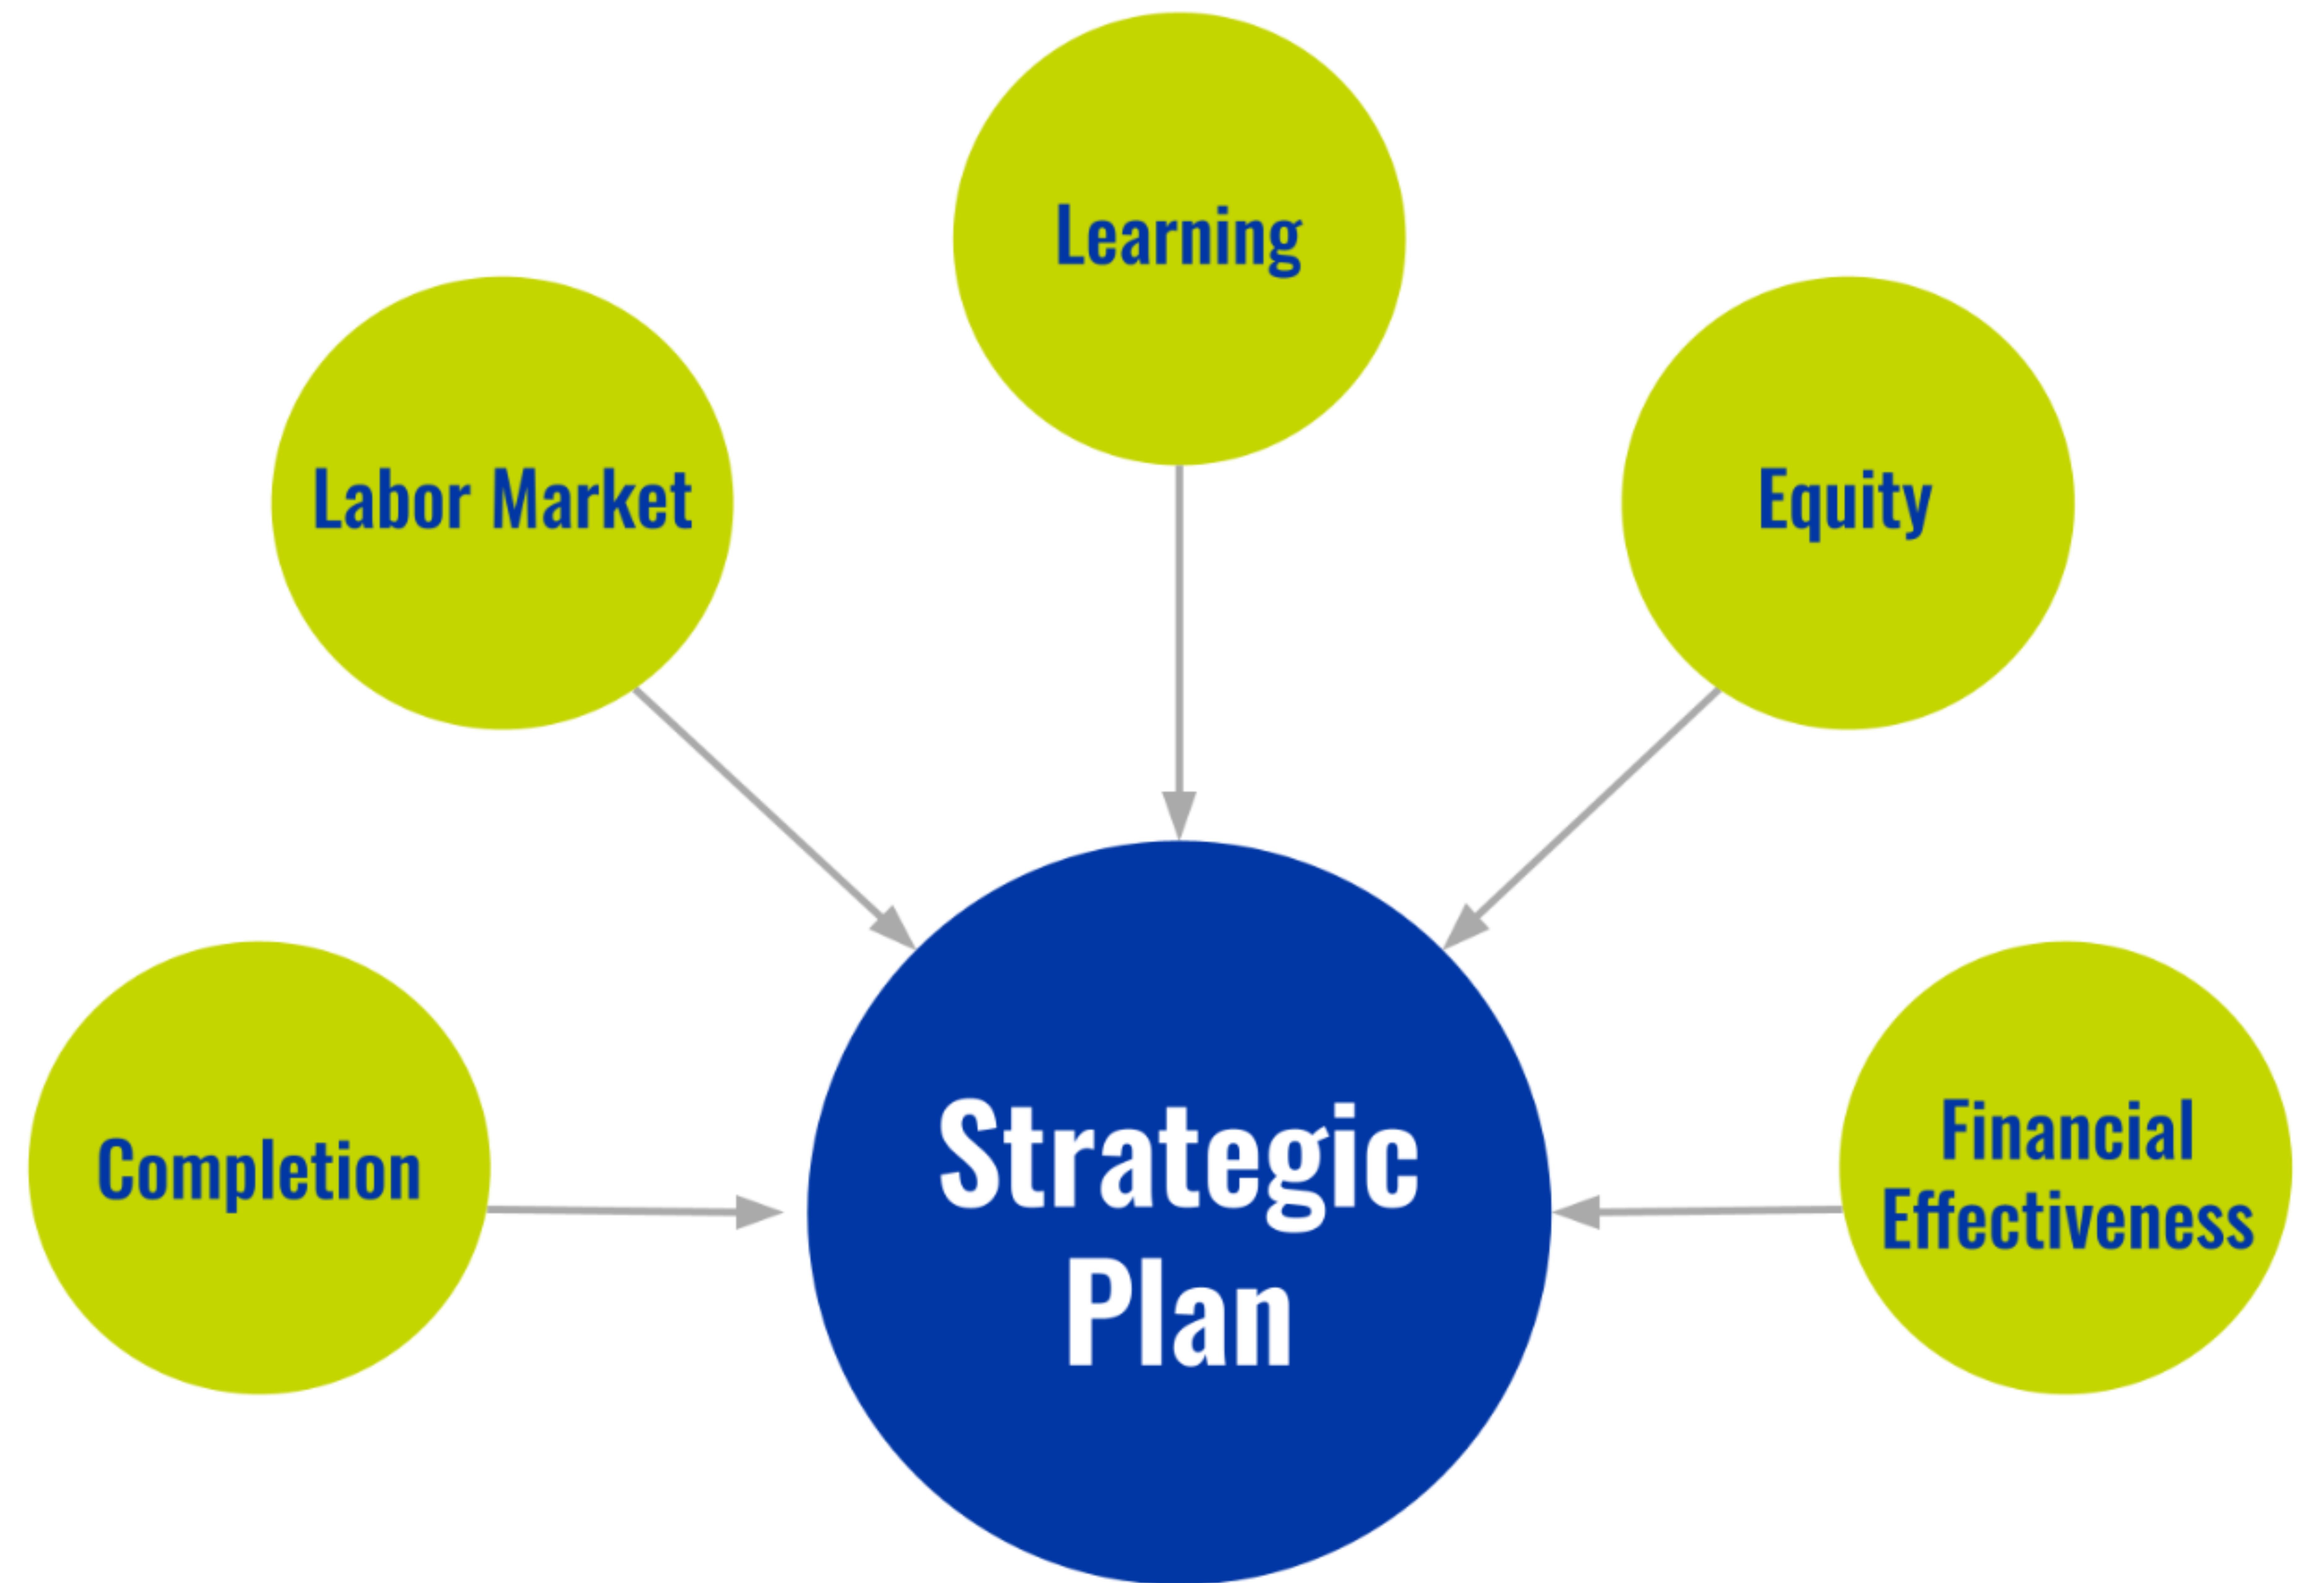 Learning
Labor Market
Equity
Completion
Strategic
Plan
Financial
Effectiveness